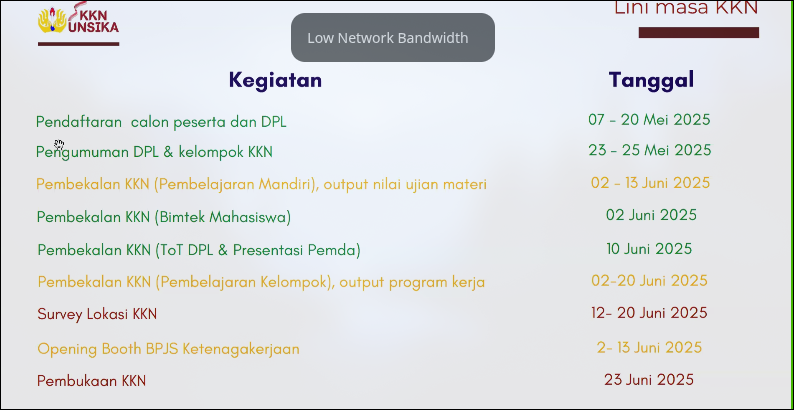 KKN
UNSIKA
Lini masa KKN
Low Network Bandwidth
Kegiatan Tanggal
Pendaftaran calon peserta dan DPL 07 - 20 Mei 2025
Pengumuman DPL & kelompok KKN 23 - 25 Mei 2025
Pembekalan KKN (Pembelajaran Mandiri), output nilai ujian materi 02 - 13 Juni 2025
Pembekalan KKN (Bimtek Mahasiswa) 02 Juni 2025
Pembekalan KKN (ToT DPL & Presentasi Pemda) 10 Juni 2025
Pembekalan KKN (Pembelajaran Kelompok), output program kerja 02-20 Juni 2025
Survey Lokasi KKN 12- 20 Juni 2025
Opening Booth BPJS Ketenagakerjaan 2- 13 Juni 2025
Pembukaan KKN 23 Juni 2025